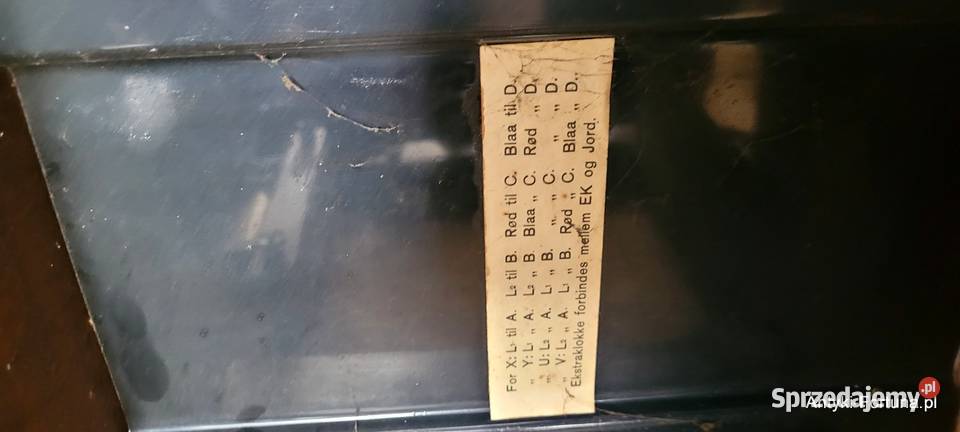 For X: L₁ til A. L₂ til B. Rød til C. Blaa til D.
„ Y: L₁ „ A. L₂ „ B. Blaa „ C. Rød „ D.
„ U: L₂ „ A. L₁ „ B. „ „ C. „ „ D.
„ V: L₂ „ A. L₁ „ B. Rød „ C. Blaa „ D.
Ekstraklokke forbindes mellem EK og Jord.
Sprzedajemy.pl